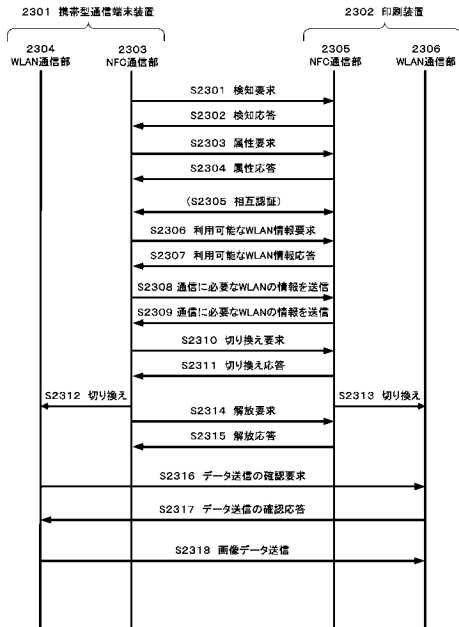 2301 携帯型通信端末装置
2302 印刷装置
2304
WLAN通信部
2303
NFC通信部
2305
NFC通信部
2306
WLAN通信部
S2301 検知要求
S2302 検知応答
S2303 属性要求
S2304 属性応答
(S2305 相互認証)
S2306 利用可能なWLAN情報要求
S2307 利用可能なWLAN情報応答
S2308 通信に必要なWLANの情報を送信
S2309 通信に必要なWLANの情報を送信
S2310 切り換え要求
S2311 切り換え応答
S2312 切り換え
S2313 切り換え
S2314 解放要求
S2315 解放応答
S2316 データ送信の確認要求
S2317 データ送信の確認応答
S2318 画像データ送信